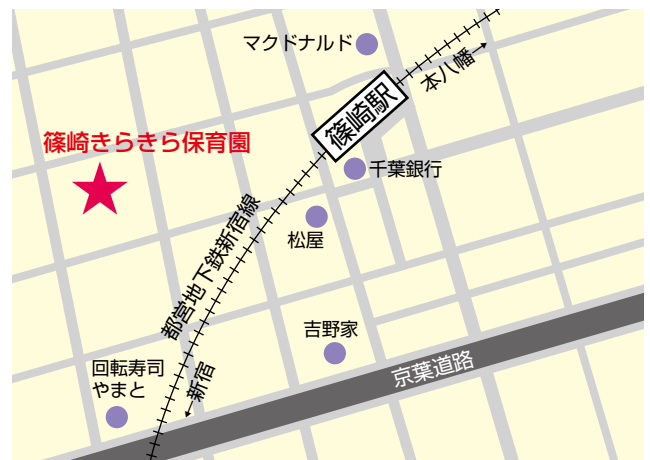 マクドナルド
本八幡
篠崎駅
篠崎きらきら保育園
千葉銀行
松屋
都営地下鉄新宿線
吉野家
京葉道路
回転寿司
やまと
新宿